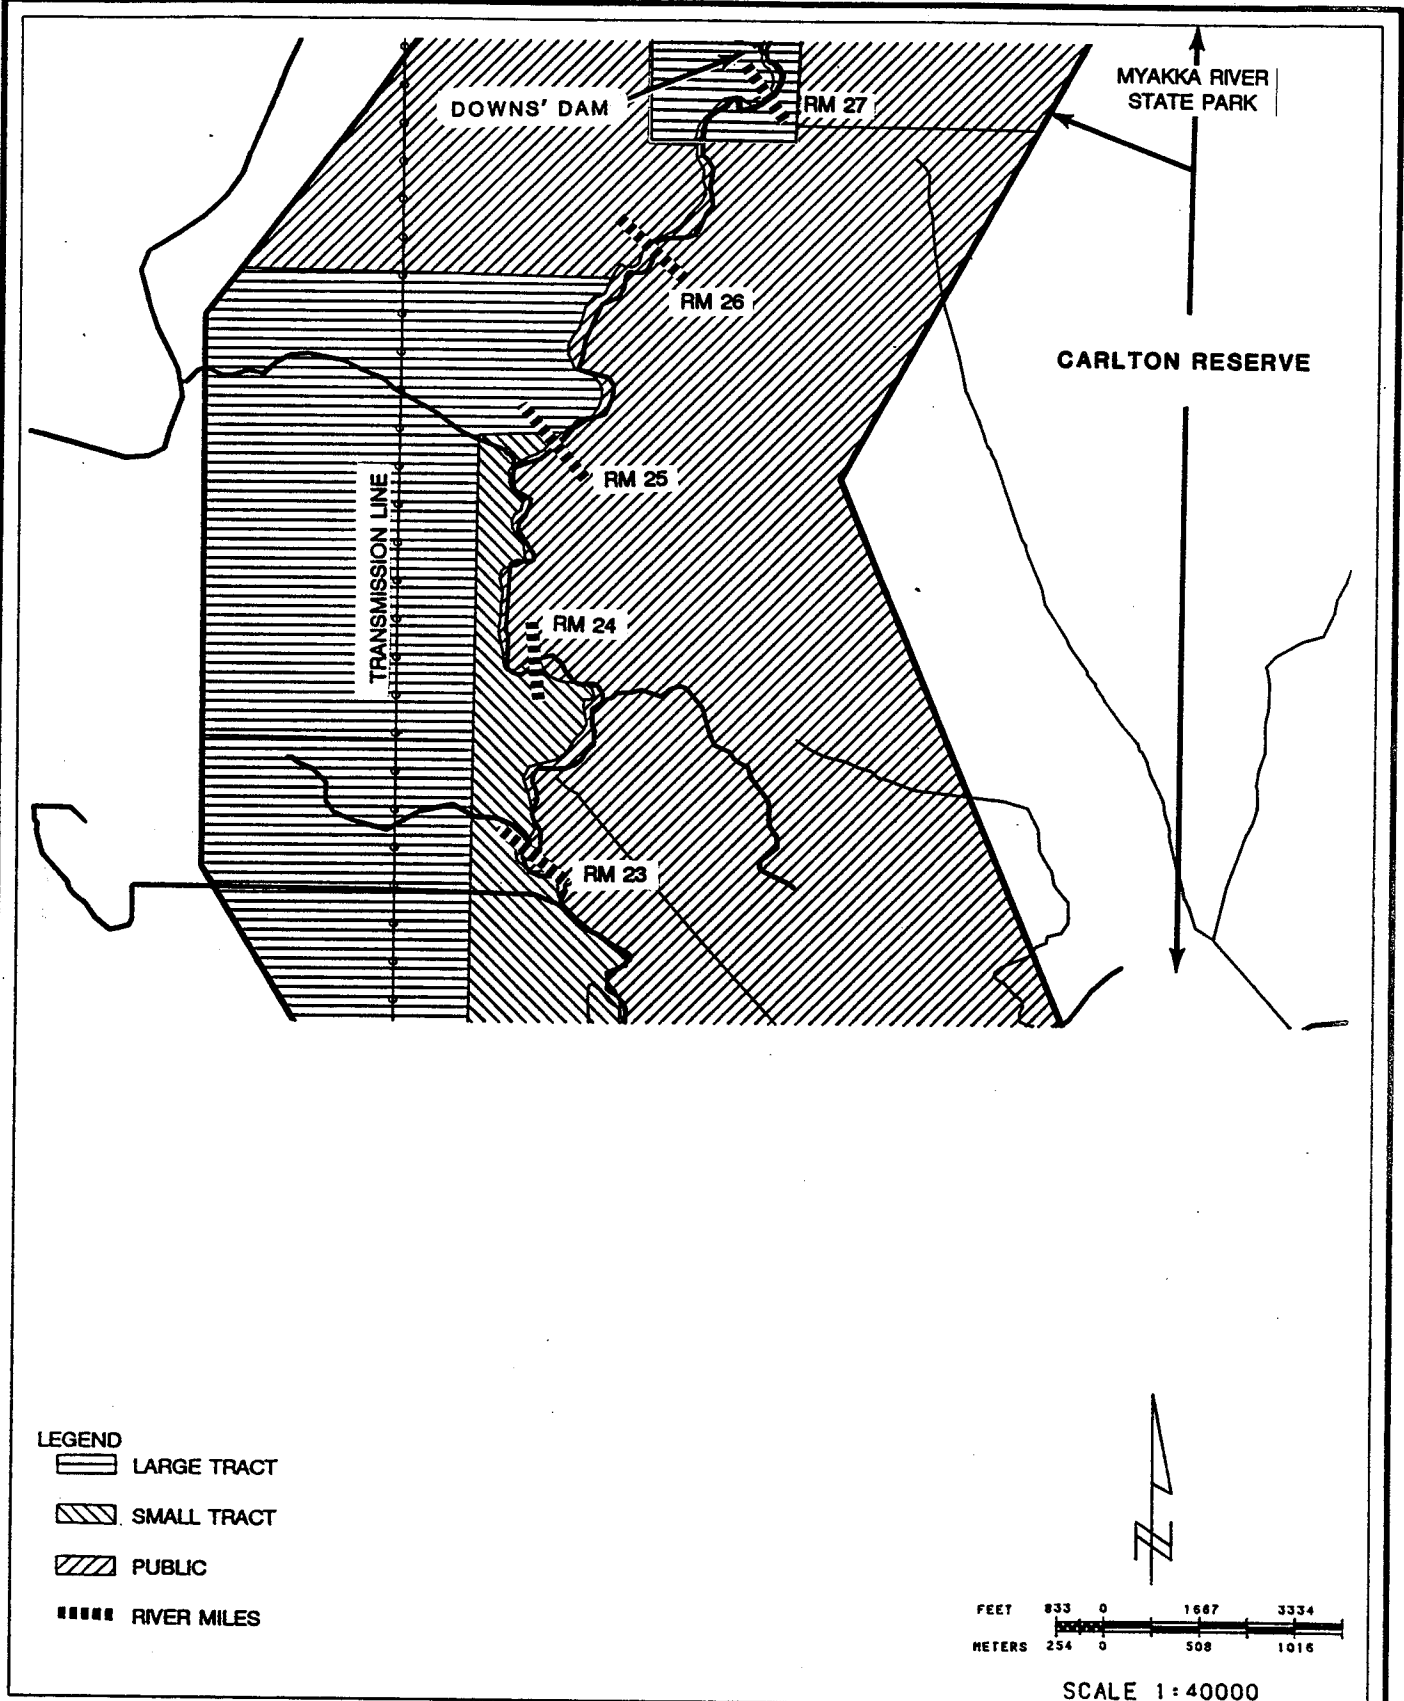 MYAKKA RIVER
STATE PARK
DOWNS' DAM
RM 27
RM 26
CARLTON RESERVE
RM 25
TRANSMISSION LINE
RM 24
RM 23
LEGEND
LARGE TRACT
SMALL TRACT
PUBLIC
RIVER MILES
FEET 833 0 1667 3334
METERS 254 0 508 1016
SCALE 1:40000